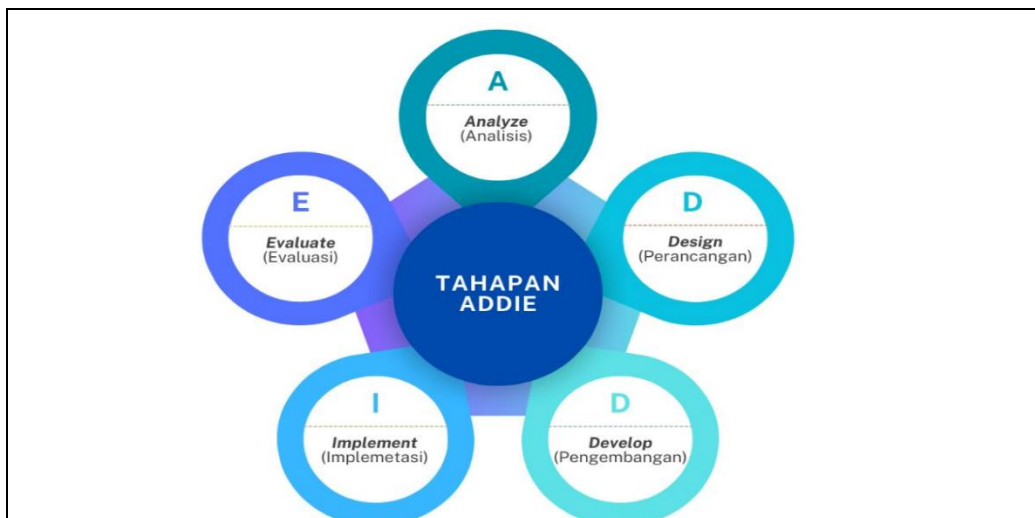 A
Analyze
(Analisis)
D
Design
(Perancangan)
D
Develop
(Pengembangan)
I
Implement
(Implemetasi)
E
Evaluate
(Evaluasi)
TAHAPAN
ADDIE